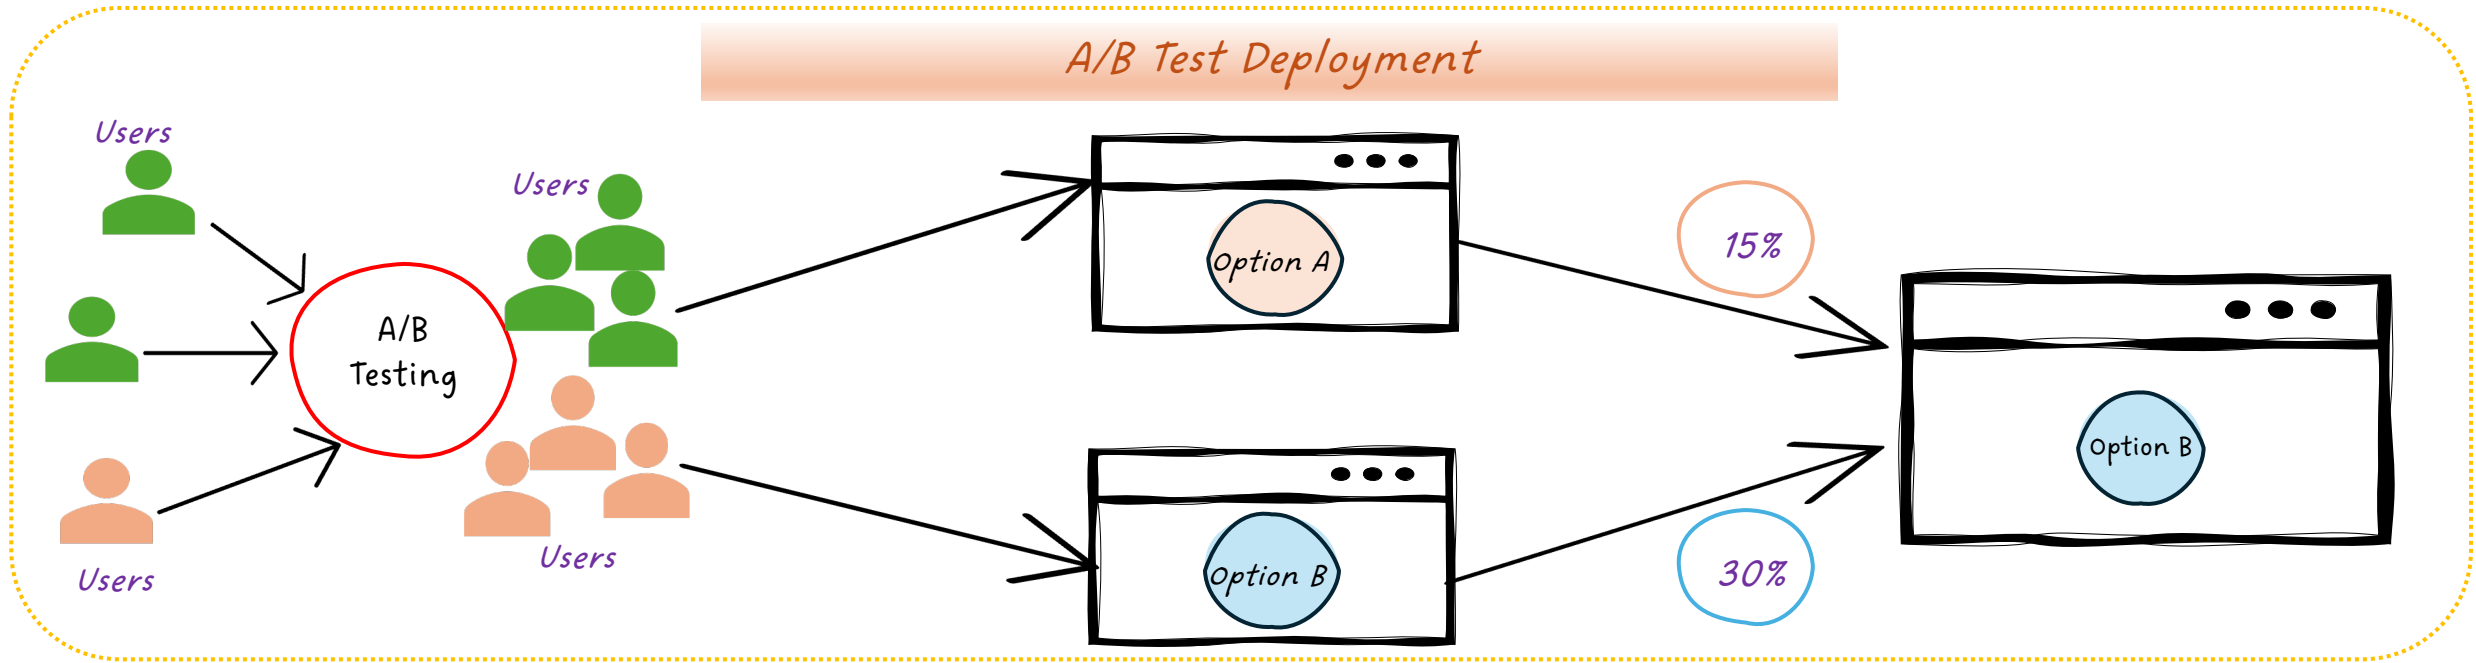 A/B Test Deployment
Users
Users
A/B
Testing
Users
Users
Option A
Option B
15%
30%
Option B